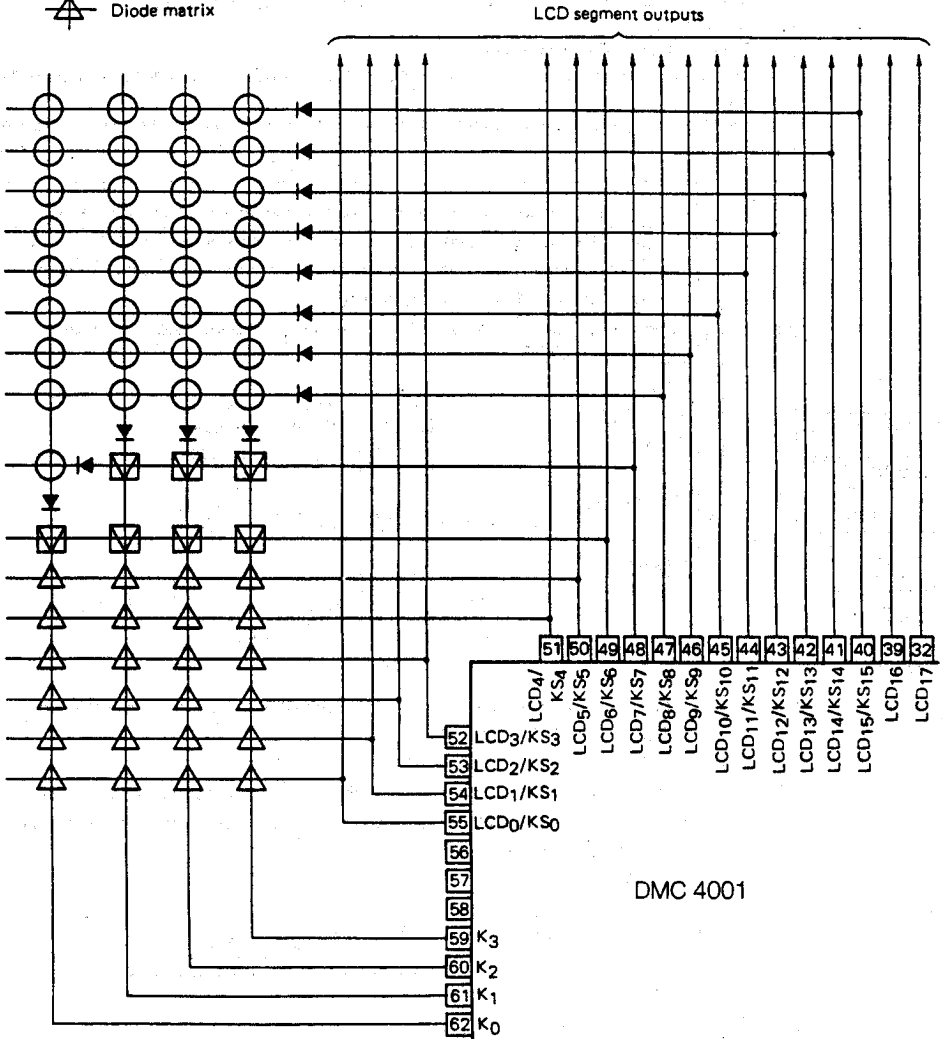 Diode matrix
LCD segment outputs
51 50 49 48 47 46 45 44 43 42 41 40 39 32
LCD4/KS4
LCD5/KS5
LCD6/KS6
LCD7/KS7
LCD8/KS8
LCD9/KS9
LCD10/KS10
LCD11/KS11
LCD12/KS12
LCD13/KS13
LCD14/KS14
LCD15/KS15
LCD16
LCD17
52 LCD3/KS3
53 LCD2/KS2
54 LCD1/KS1
55 LCD0/KS0
56
57
58
DMC 4001
59 K3
60 K2
61 K1
62 K0